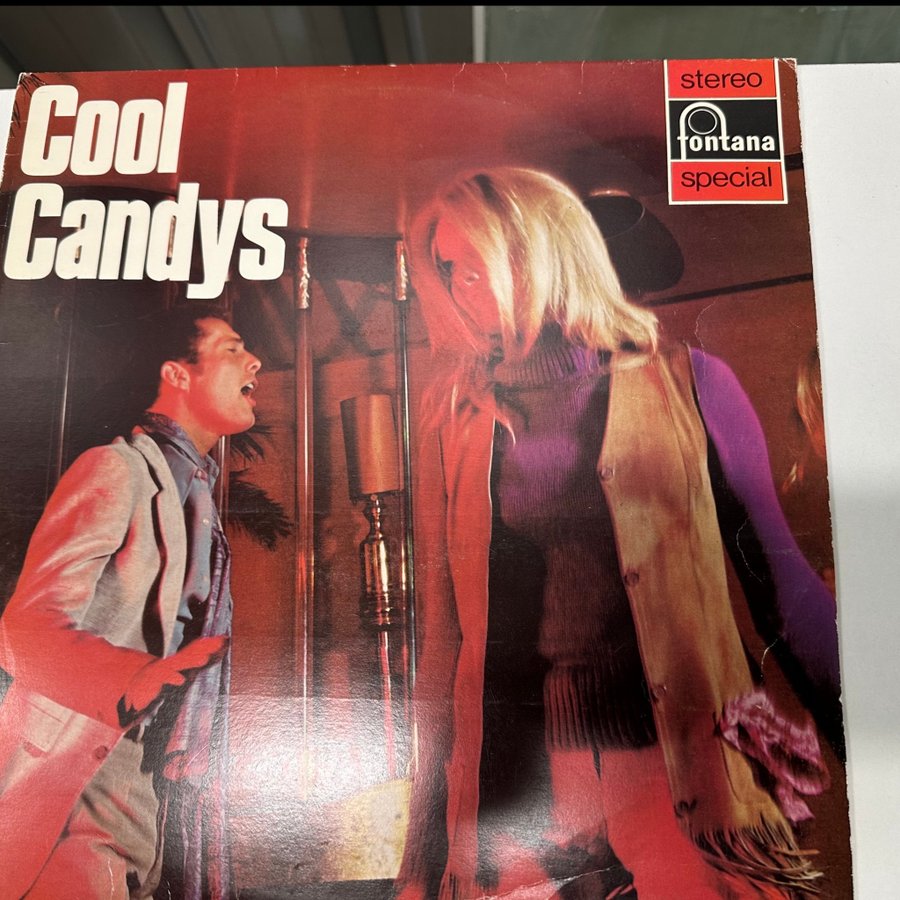 Cool
Candys
stereo
fontana
special